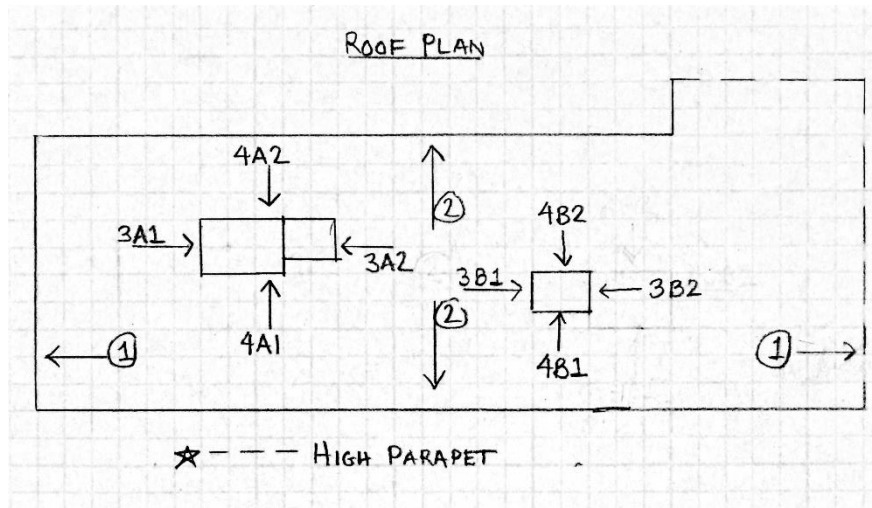 ROOF PLAN
4A2
②
4B2
3A1
3A2
3B1
3B2
②
4A1
①
4B1
①
☆ --- HIGH PARAPET